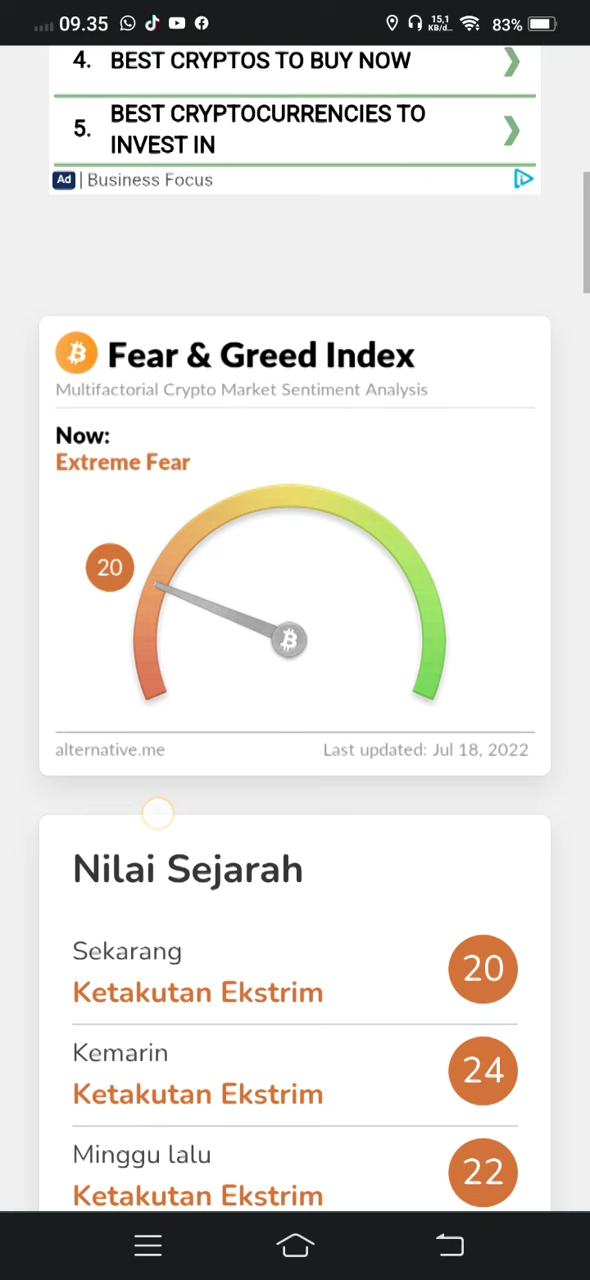 09.35
15,1
KB/d...
83%
4. BEST CRYPTOS TO BUY NOW
5. BEST CRYPTOCURRENCIES TO
INVEST IN
Ad | Business Focus
Fear & Greed Index
Multifactorial Crypto Market Sentiment Analysis
Now:
Extreme Fear
20
alternative.me
Last updated: Jul 18, 2022
Nilai Sejarah
Sekarang
Ketakutan Ekstrim
20
Kemarin
Ketakutan Ekstrim
24
Minggu lalu
Ketakutan Ekstrim
22